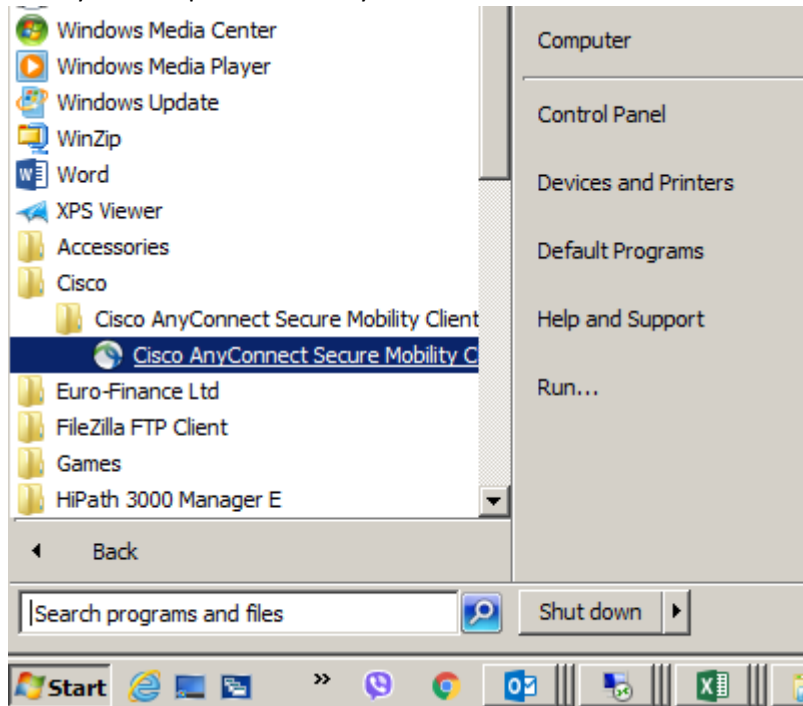 Windows Media Center
Windows Media Player
Windows Update
WinZip
Word
XPS Viewer
Accessories
Cisco
Cisco AnyConnect Secure Mobility Client
Cisco AnyConnect Secure Mobility C
Euro-Finance Ltd
FileZilla FTP Client
Games
HiPath 3000 Manager E
Back
Search programs and files
Computer
Control Panel
Devices and Printers
Default Programs
Help and Support
Run...
Shut down
Start